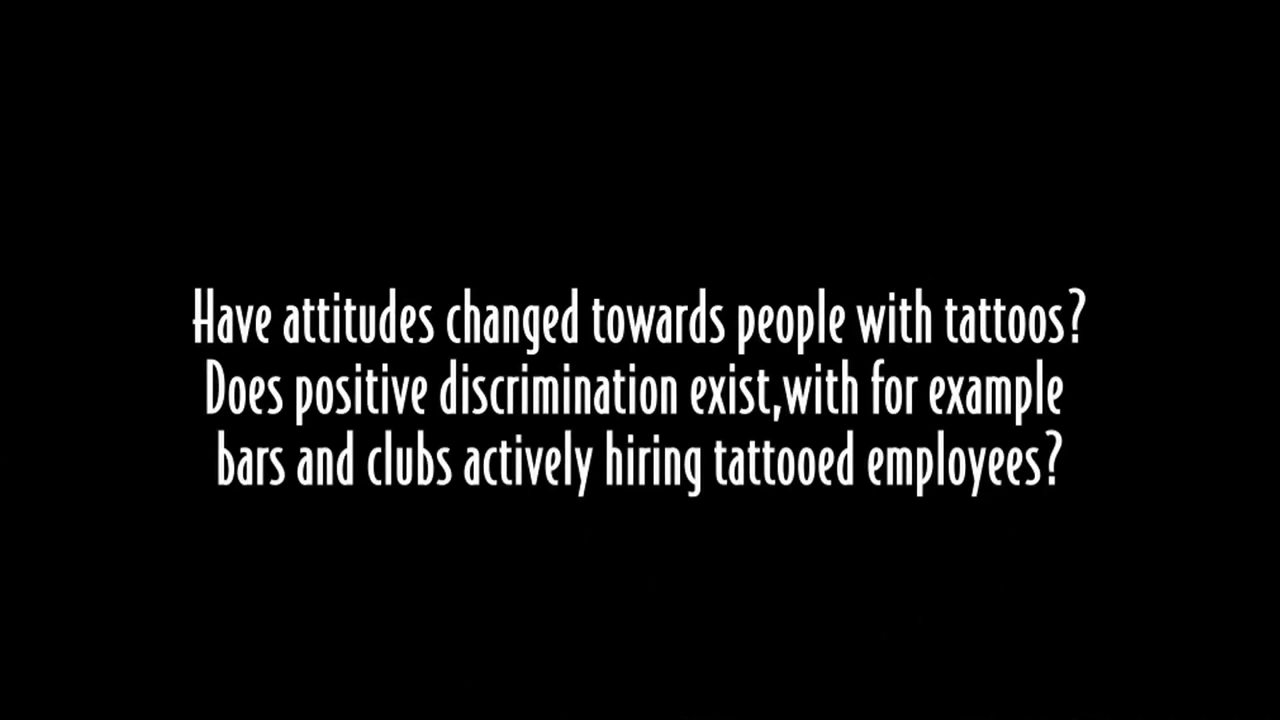 Have attitudes changed towards people with tattoos?
Does positive discrimination exist,with for example
bars and clubs actively hiring tattooed employees?